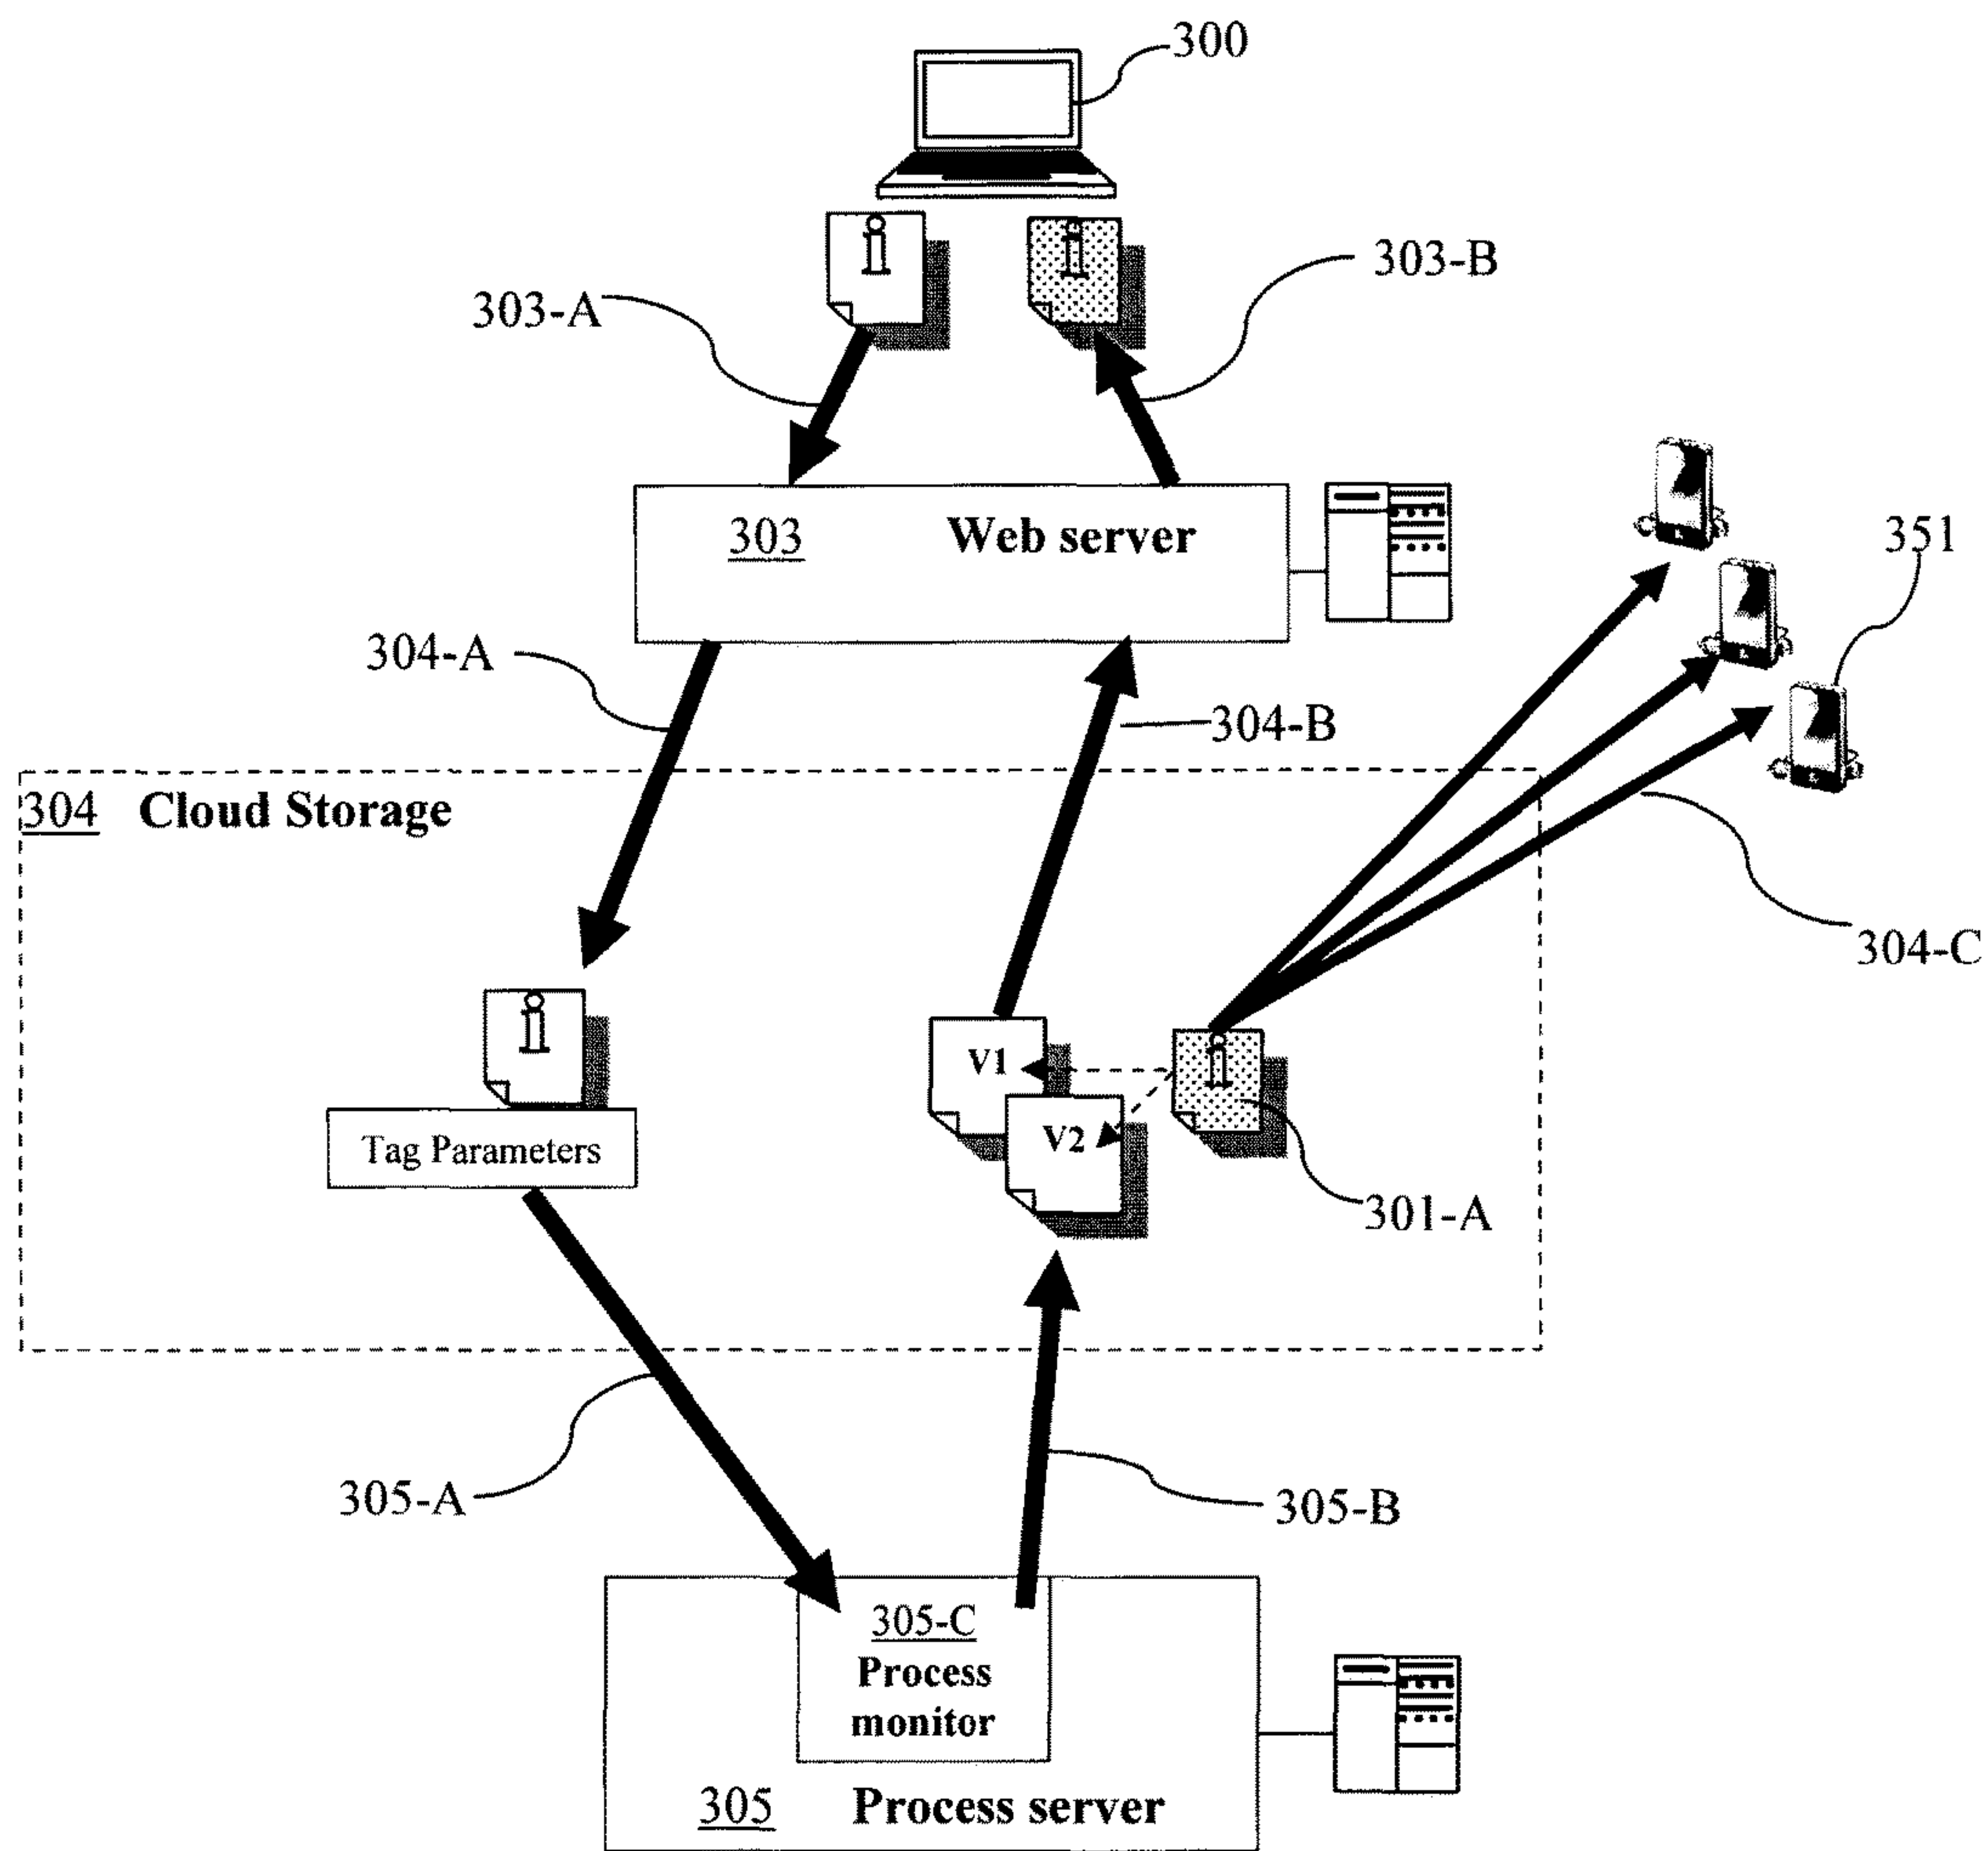 300
i
i
303-B
303-A
303 Web server
351
304-A
304-B
304 Cloud Storage
304-C
i
V1
i
V2
Tag Parameters
301-A
305-A
305-B
305-C
Process
monitor
305 Process server